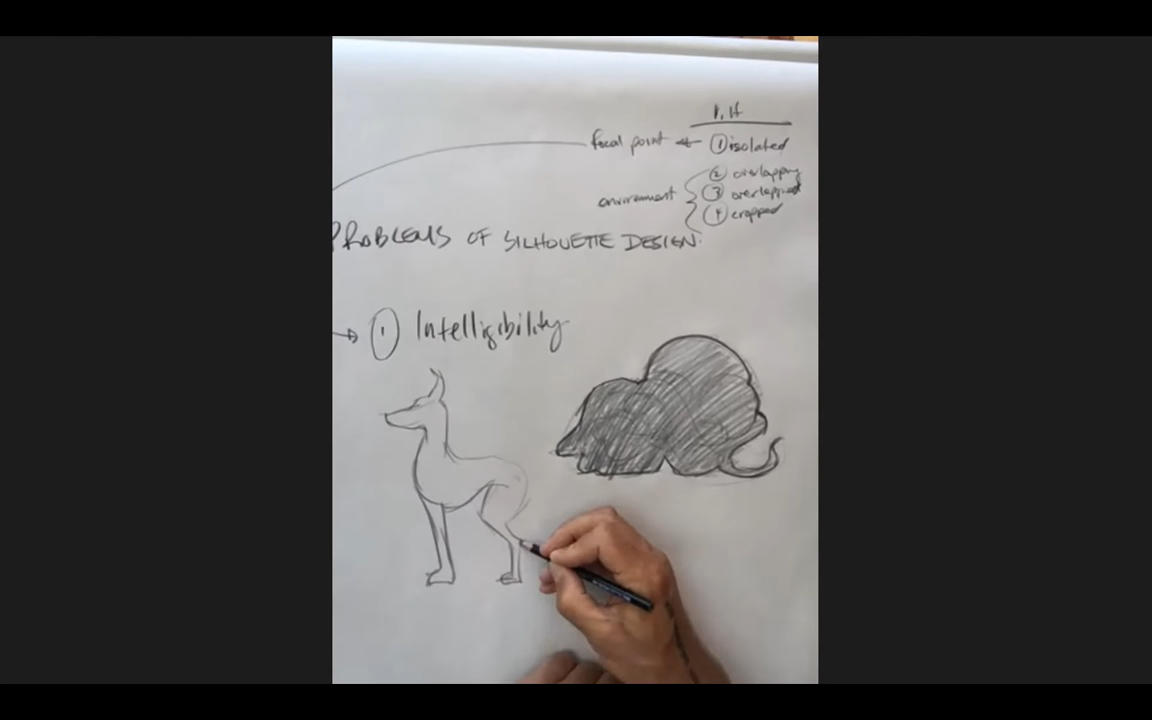 focal point ← ① isolated
② overlapping
environment { ③ overlapped
④ cropped
PROBLEMS OF SILHOUETTE DESIGN.
→ ① Intelligibility